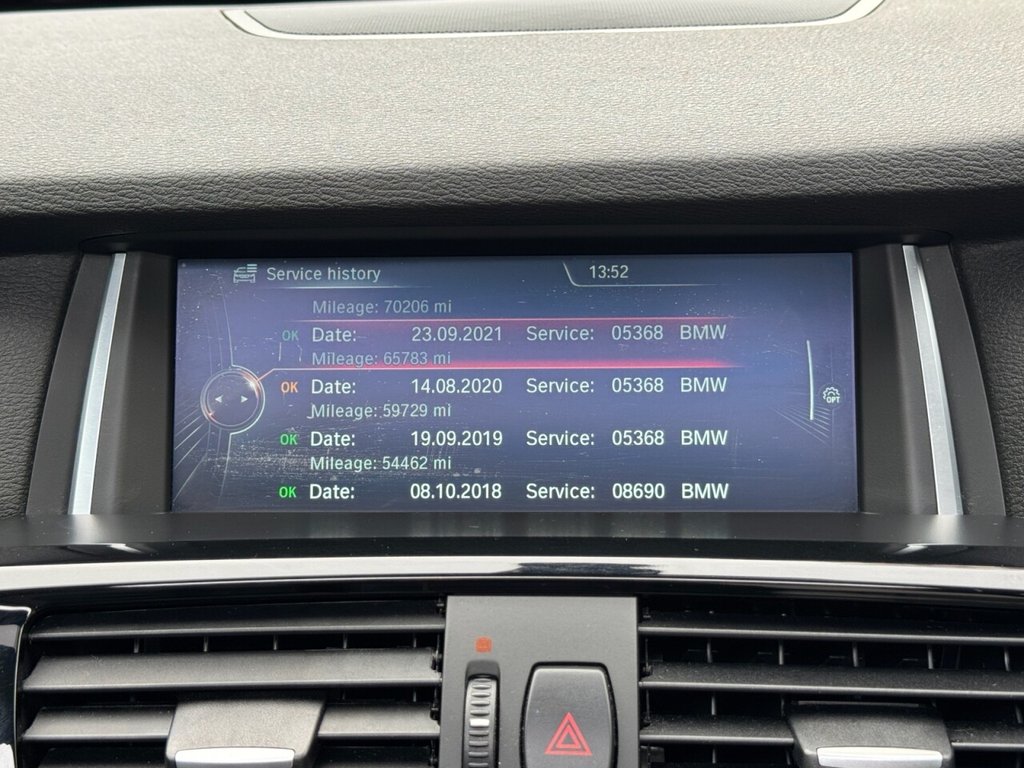 Service history 13:52
Mileage: 70206 mi
OK Date: 23.09.2021 Service: 05368 BMW
Mileage: 65783 mi
OK Date: 14.08.2020 Service: 05368 BMW
Mileage: 59729 mi
OPT
OK Date: 19.09.2019 Service: 05368 BMW
Mileage: 54462 mi
OK Date: 08.10.2018 Service: 08690 BMW